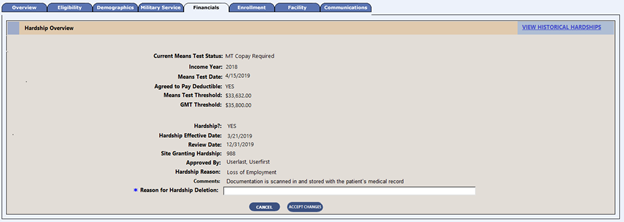 Overview Eligibility Demographics Military Service Financials Enrollment Facility Communications
Hardship Overview VIEW HISTORICAL HARDSHIPS
Current Means Test Status: MT Copay Required
Income Year: 2018
Means Test Date: 4/15/2019
Agreed to Pay Deductible: YES
Means Test Threshold: $33,632.00
GMT Threshold: $35,800.00
Hardship?: YES
Hardship Effective Date: 3/21/2019
Review Date: 12/31/2019
Site Granting Hardship: 988
Approved By: Userlast, Userfirst
Hardship Reason: Loss of Employment
Comments: Documentation is scanned in and stored with the patient's medical record
* Reason for Hardship Deletion:
CANCEL ACCEPT CHANGES